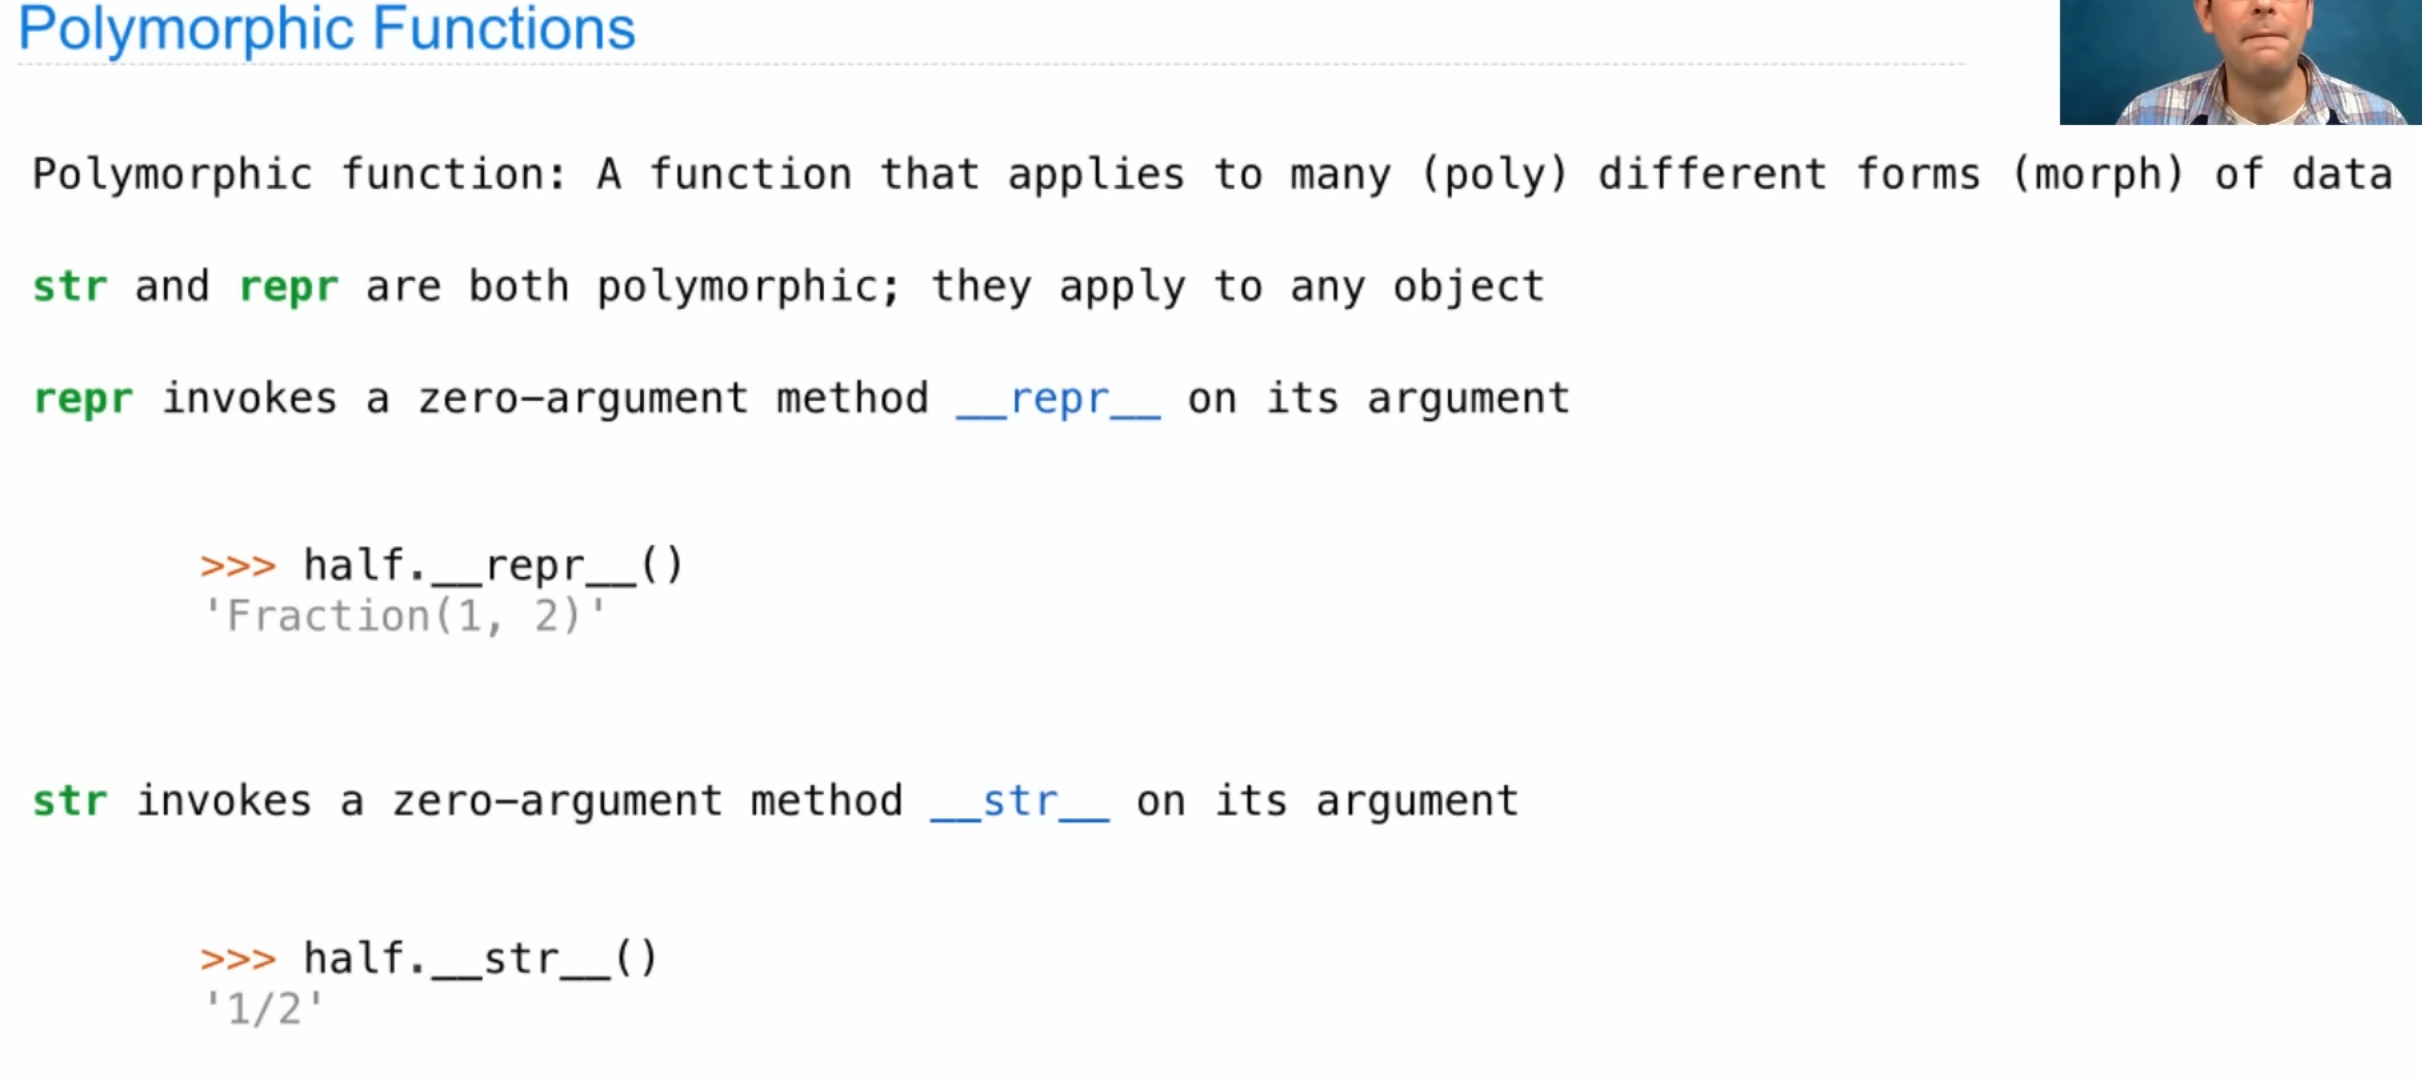 Polymorphic Functions
Polymorphic function: A function that applies to many (poly) different forms (morph) of data
str and repr are both polymorphic; they apply to any object
repr invokes a zero-argument method __repr__ on its argument
>>> half.__repr__()
'Fraction(1, 2)'
str invokes a zero-argument method __str__ on its argument
>>> half.__str__()
'1/2'